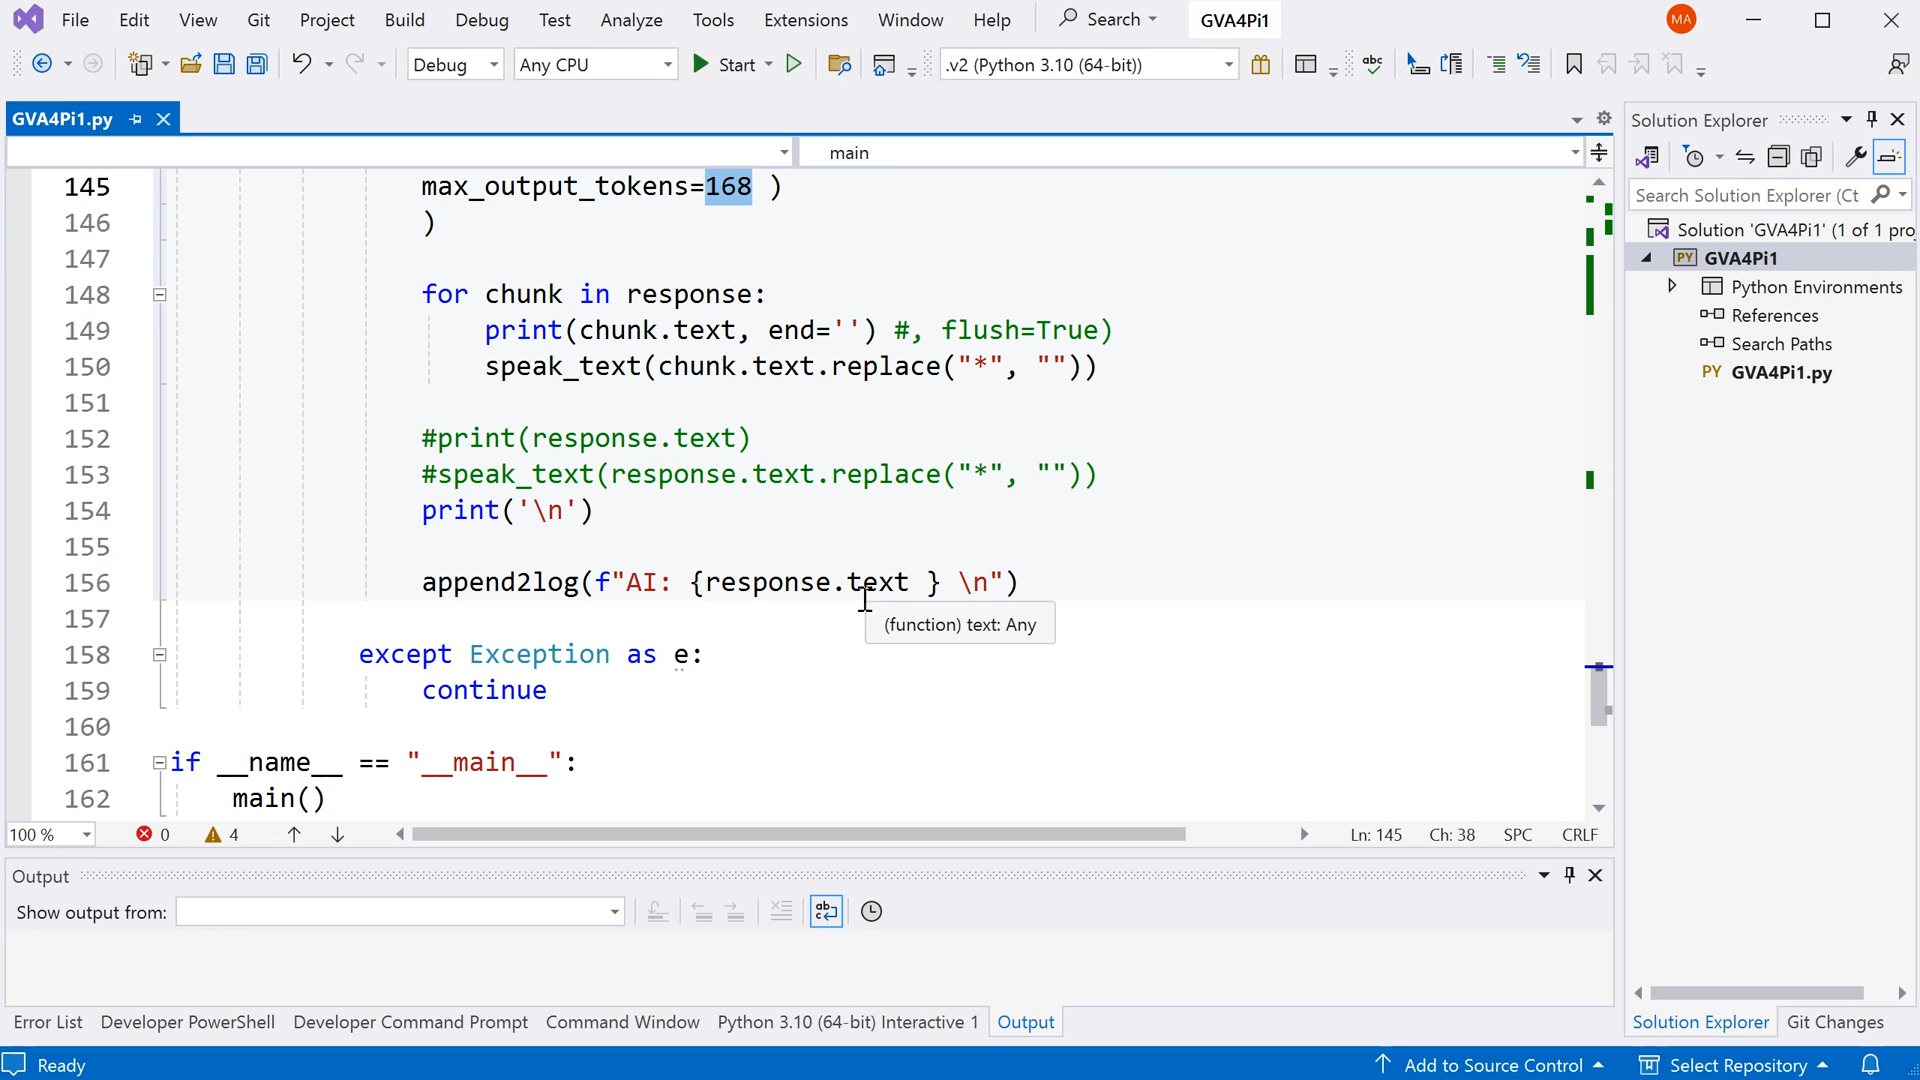 File Edit View Git Project Build Debug Test Analyze Tools Extensions Window Help Search GVA4Pi1 MA
Debug Any CPU Start .v2 (Python 3.10 (64-bit)) abc
GVA4Pi1.py
main
145 max_output_tokens=168 )
146 )
147
148 for chunk in response:
149 print(chunk.text, end='') #, flush=True)
150 speak_text(chunk.text.replace("*", ""))
151
152 #print(response.text)
153 #speak_text(response.text.replace("*", ""))
154 print('\n')
155
156 append2log(f"AI: {response.text } \n")
(function) text: Any
157
158 except Exception as e:
159 continue
160
161 if __name__ == "__main__":
162 main()
100 % 0 4 Ln: 145 Ch: 38 SPC CRLF
Output
Show output from:
Error List Developer PowerShell Developer Command Prompt Command Window Python 3.10 (64-bit) Interactive 1 Output
Solution Explorer
Search Solution Explorer (Ct
Solution 'GVA4Pi1' (1 of 1 pro
PY GVA4Pi1
Python Environments
References
Search Paths
PY GVA4Pi1.py
Solution Explorer Git Changes
Ready Add to Source Control Select Repository